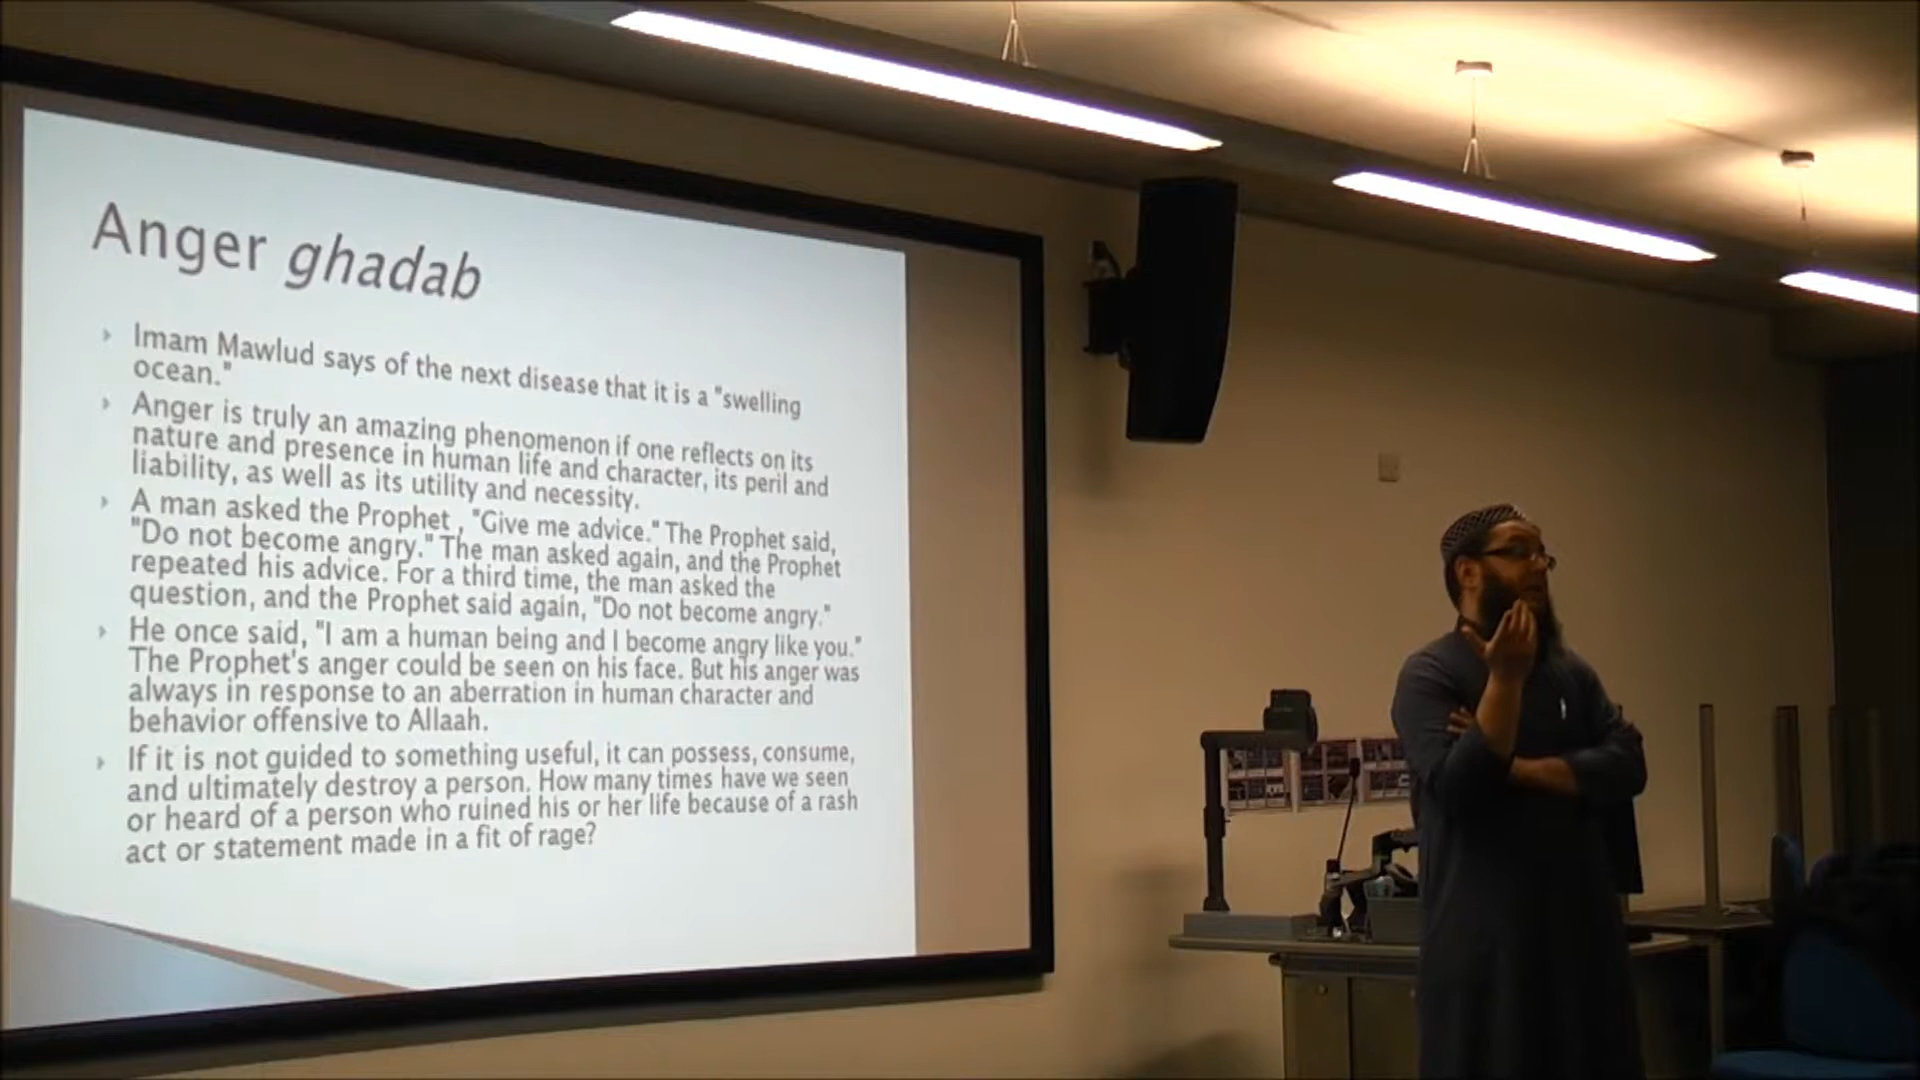 Anger ghadab
Imam Mawlud says of the next disease that it is a "swelling
ocean."
Anger is truly an amazing phenomenon if one reflects on its
nature and presence in human life and character, its peril and
liability, as well as its utility and necessity.
A man asked the Prophet , "Give me advice." The Prophet said,
"Do not become angry." The man asked again, and the Prophet
repeated his advice. For a third time, the man asked the
question, and the Prophet said again, "Do not become angry."
He once said, "I am a human being and I become angry like you."
The Prophet's anger could be seen on his face. But his anger was
always in response to an aberration in human character and
behavior offensive to Allaah.
If it is not guided to something useful, it can possess, consume,
and ultimately destroy a person. How many times have we seen
or heard of a person who ruined his or her life because of a rash
act or statement made in a fit of rage?